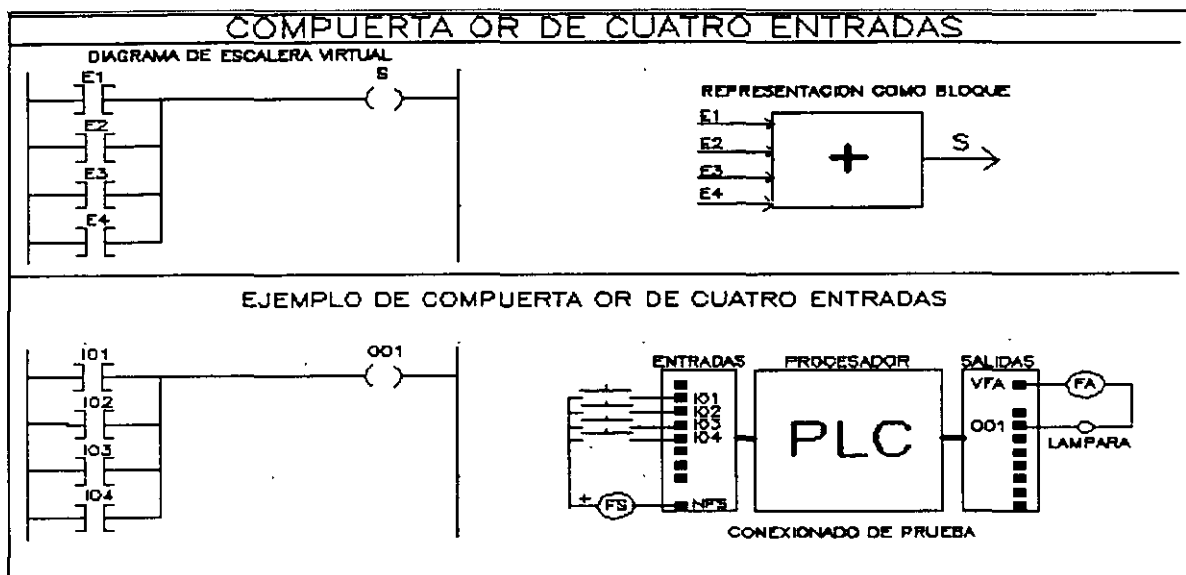 COMPUERTA OR DE CUATRO ENTRADAS
DIAGRAMA DE ESCALERA VIRTUAL
E1
S
E2
E3
E4
REPRESENTACION COMO BLOQUE
E1
E2
E3
E4
+
S
EJEMPLO DE COMPUERTA OR DE CUATRO ENTRADAS
I01
O01
I02
I03
I04
ENTRADAS
PROCESADOR
SALIDAS
I01
I02
I03
I04
+
FS
NFS
PLC
VFA
FA
O01
LAMPARA
CONEXIONADO DE PRUEBA